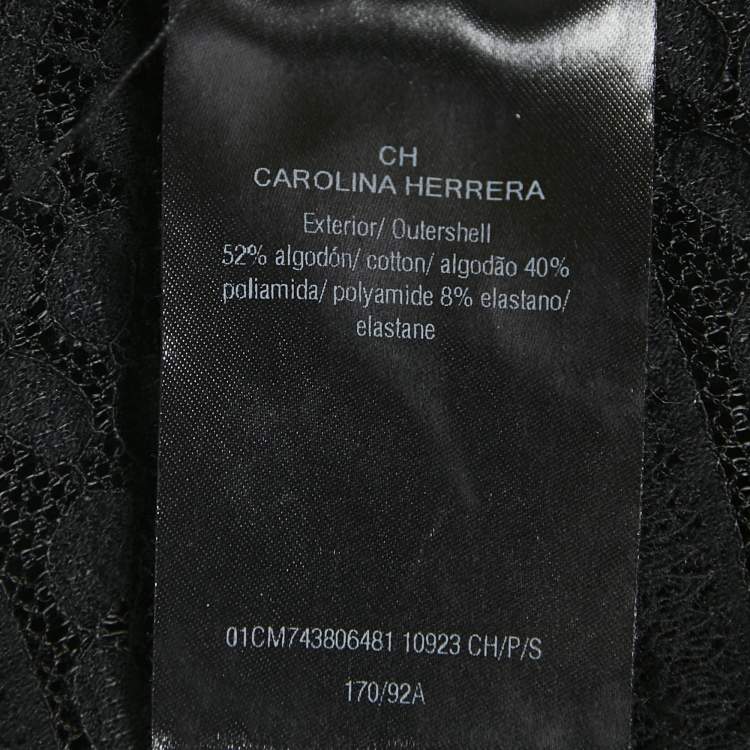 CH
CAROLINA HERRERA
Exterior/ Outershell
52% algodón/ cotton/ algodão 40%
poliamida/ polyamide 8% elastano/
elastane
01CM743806481 10923 CH/P/S
170/92A